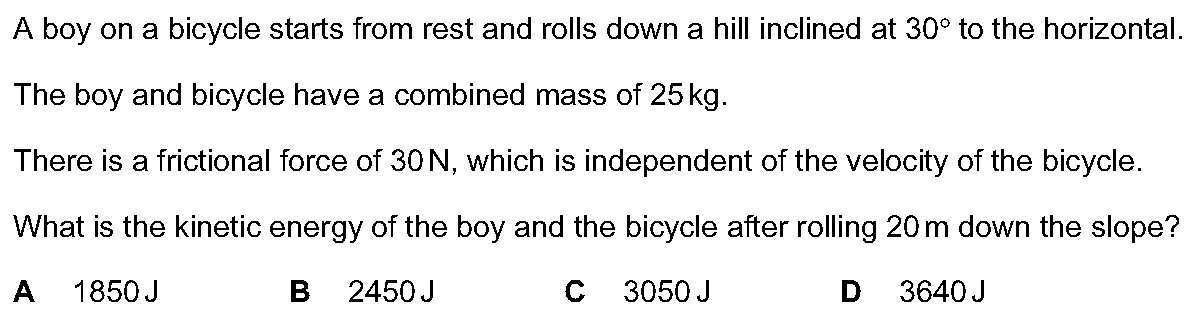 A boy on a bicycle starts from rest and rolls down a hill inclined at 30° to the horizontal.
The boy and bicycle have a combined mass of 25 kg.
There is a frictional force of 30 N, which is independent of the velocity of the bicycle.
What is the kinetic energy of the boy and the bicycle after rolling 20 m down the slope?
A 1850 J B 2450 J C 3050 J D 3640 J